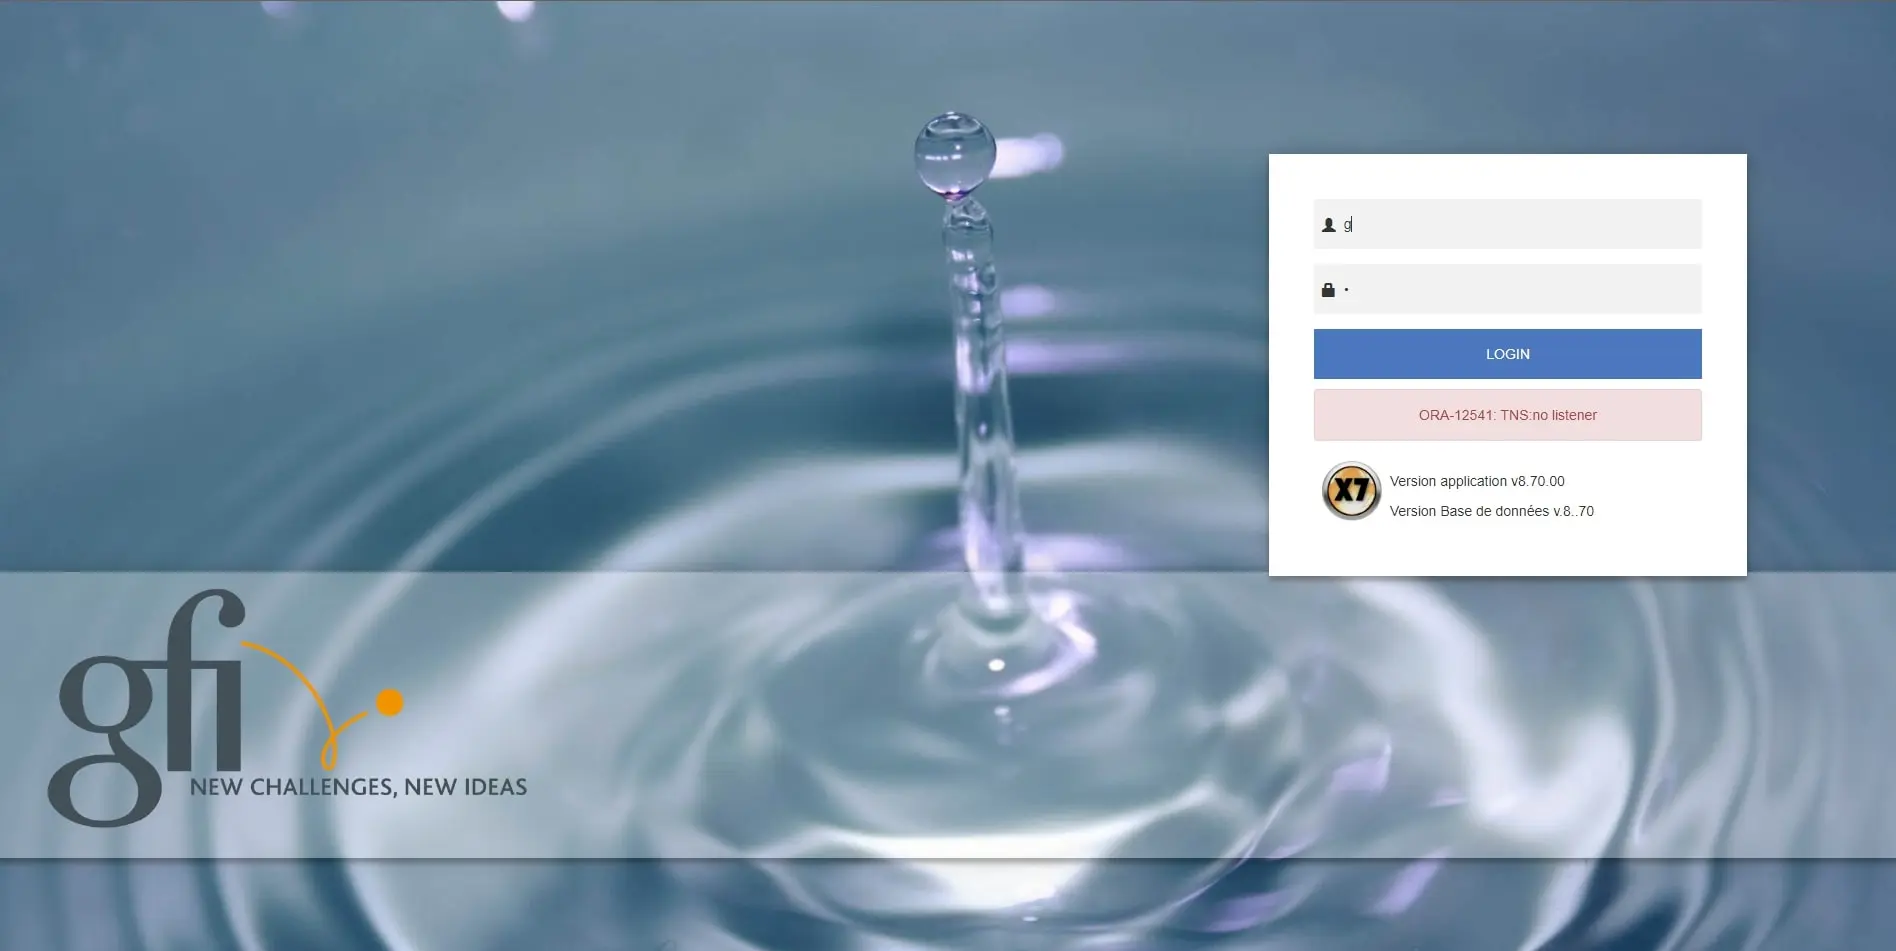 g
LOGIN
ORA-12541: TNS:no listener
X7
Version application v8.70.00
Version Base de données v.8..70
gfi
NEW CHALLENGES, NEW IDEAS